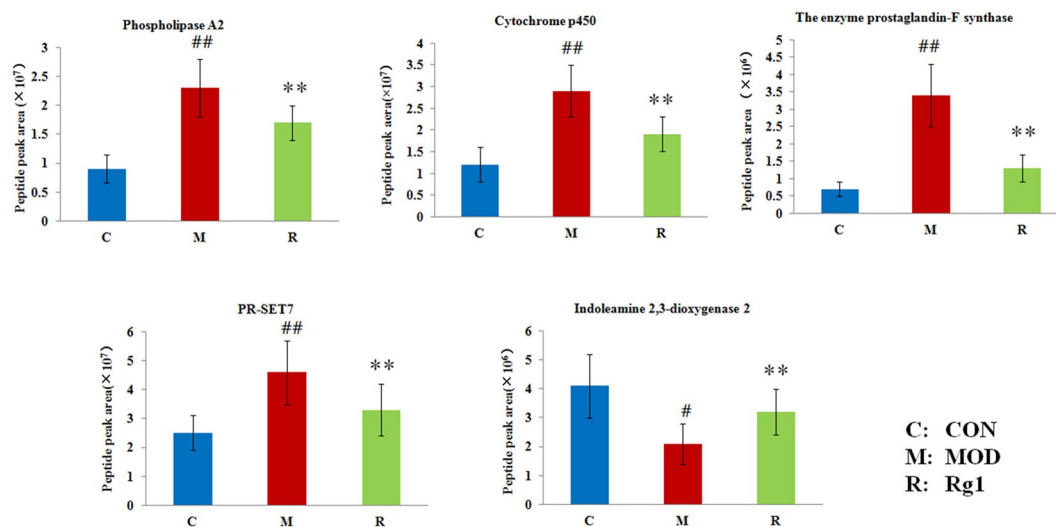 Phospholipase A2
Peptide peak area (×10⁷)
3
2.5
2
1.5
1
0.5
0
##
**
C M R
Cytochrome p450
Peptide peak aera(×10⁷)
4
3.5
3
2.5
2
1.5
1
0.5
0
##
**
C M R
The enzyme prostaglandin-F synthase
Peptide peak area （×10⁶）
5
4.5
4
3.5
3
2.5
2
1.5
1
0.5
0
##
**
C M R
PR-SET7
Peptide peak area(×10⁷)
6
5
4
3
2
1
0
##
**
C M R
Indoleamine 2,3-dioxygenase 2
Peptide peak area(×10⁶)
6
5
4
3
2
1
0
#
**
C M R
C: CON
M: MOD
R: Rg1